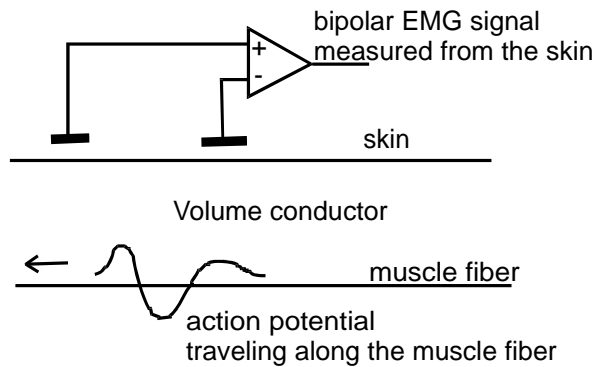 bipolar EMG signal
measured from the skin
+
-
skin
Volume conductor
muscle fiber
action potential
traveling along the muscle fiber